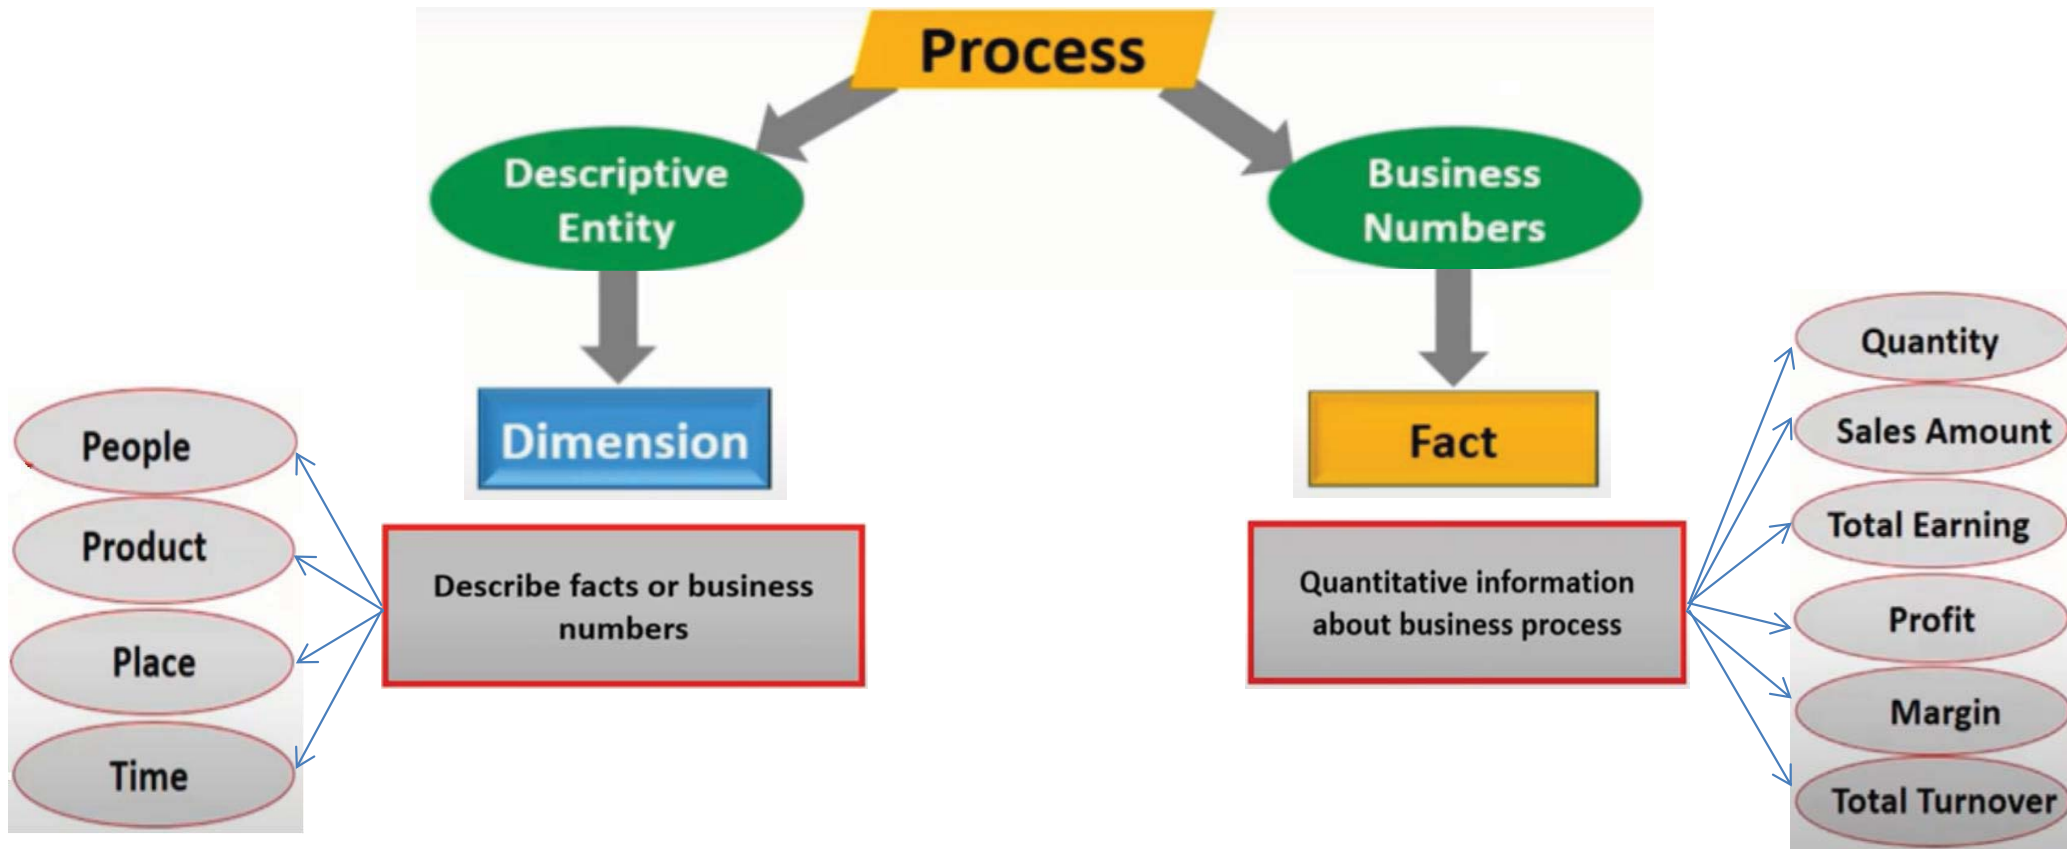 Process
Descriptive
Entity
Business
Numbers
Dimension
Fact
People
Product
Place
Time
Describe facts or business
numbers
Quantitative information
about business process
Quantity
Sales Amount
Total Earning
Profit
Margin
Total Turnover